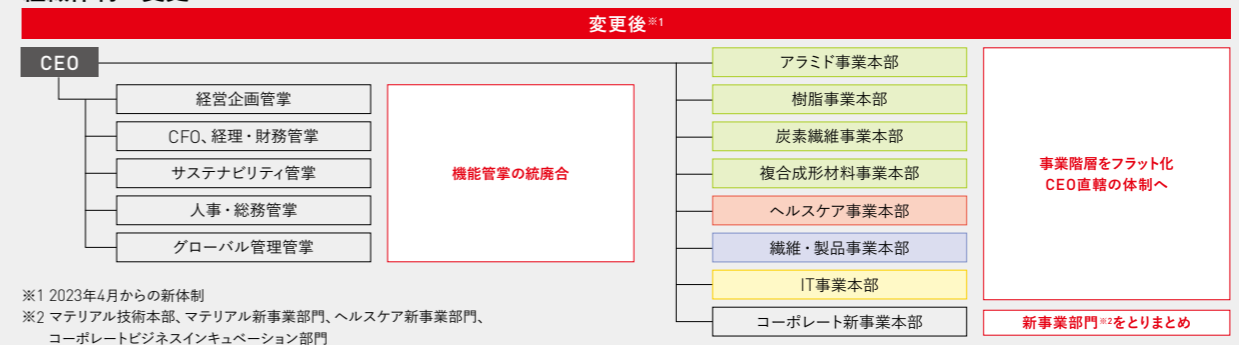 変更後※1
CEO
経営企画管掌
CFO、経理・財務管掌
サステナビリティ管掌
人事・総務管掌
グローバル管理管掌
機能管掌の統廃合
アラミド事業本部
樹脂事業本部
炭素繊維事業本部
複合成形材料事業本部
ヘルスケア事業本部
繊維・製品事業本部
IT事業本部
コーポレート新事業本部
事業階層をフラット化
CEO直轄の体制へ
新事業部門※2をとりまとめ
※1 2023年4月からの新体制
※2 マテリアル技術本部、マテリアル新事業部門、ヘルスケア新事業部門、
コーポレートビジネスインキュベーション部門